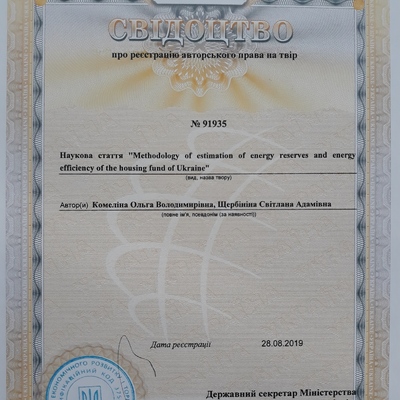 СВІДОЦТВО
про реєстрацію авторського права на твір
№ 91935
Наукова стаття "Methodology of estimation of energy reserves and energy
efficiency of the housing fund of Ukraine"
(вид, назва твору)
Автор(и) Комеліна Ольга Володимирівна, Щербініна Світлана Адамівна
(повне ім'я, псевдонім (за наявності))
Дата реєстрації 28.08.2019
Державний секретар Міністерства
ЕКОНОМІЧНОГО РОЗВИТКУ І